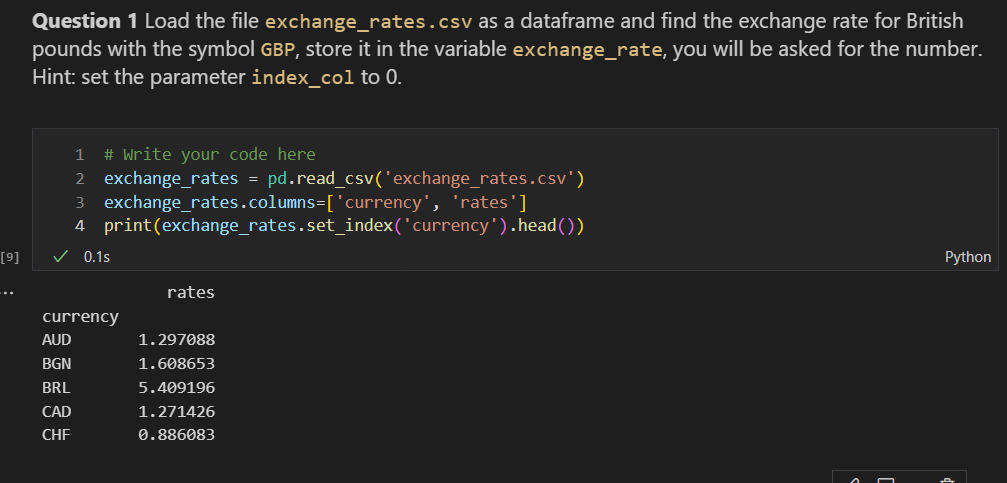 Question 1 Load the file exchange_rates.csv as a dataframe and find the exchange rate for British
pounds with the symbol GBP, store it in the variable exchange_rate, you will be asked for the number.
Hint: set the parameter index_col to 0.
1 # Write your code here
2 exchange_rates = pd.read_csv('exchange_rates.csv')
3 exchange_rates.columns=['currency', 'rates']
4 print(exchange_rates.set_index('currency').head())
[9] ✓ 0.1s Python
... rates
currency
AUD 1.297088
BGN 1.608653
BRL 5.409196
CAD 1.271426
CHF 0.886083